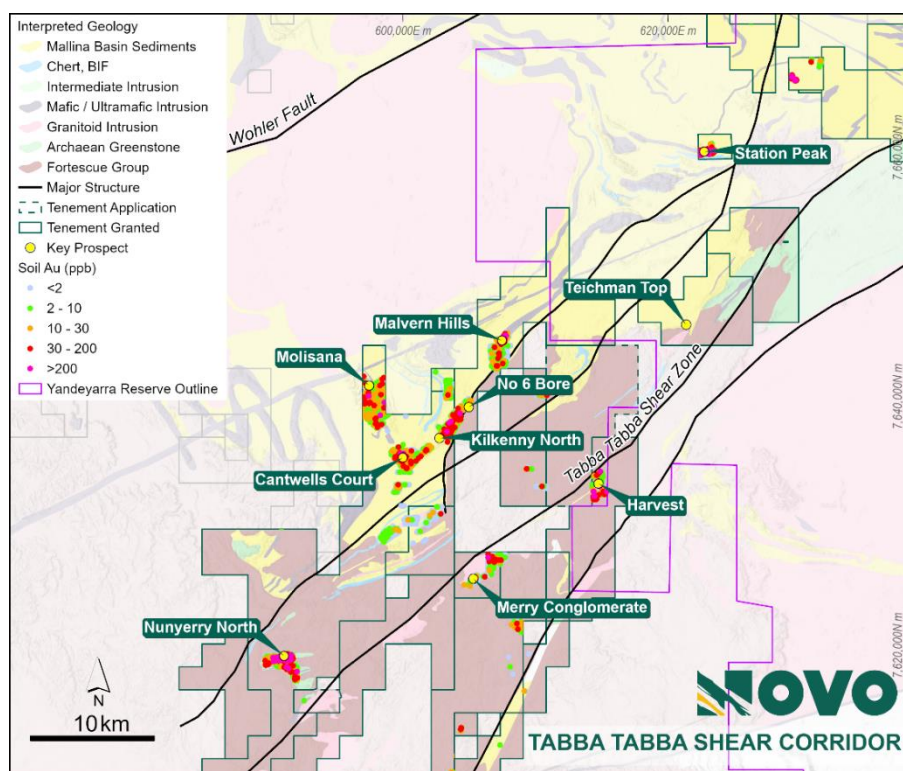 Interpreted Geology
Mallina Basin Sediments
Chert, BIF
Intermediate Intrusion
Mafic / Ultramafic Intrusion
Granitoid Intrusion
Archaean Greenstone
Fortescue Group
Major Structure
Tenement Application
Tenement Granted
Key Prospect
Soil Au (ppb)
<2
2 - 10
10 - 30
30 - 200
>200
Yandeyarra Reserve Outline
600,000E m
620,000E m
Wohler Fault
7,660,000N m
Station Peak
Teichman Top
Malvern Hills
Molisana
No 6 Bore
7,640,000N m
Kilkenny North
Tabba Tabba Shear Zone
Cantwells Court
Harvest
Merry Conglomerate
Nunyerry North
7,620,000N m
N
10 km
NOVO
TABBA TABBA SHEAR CORRIDOR